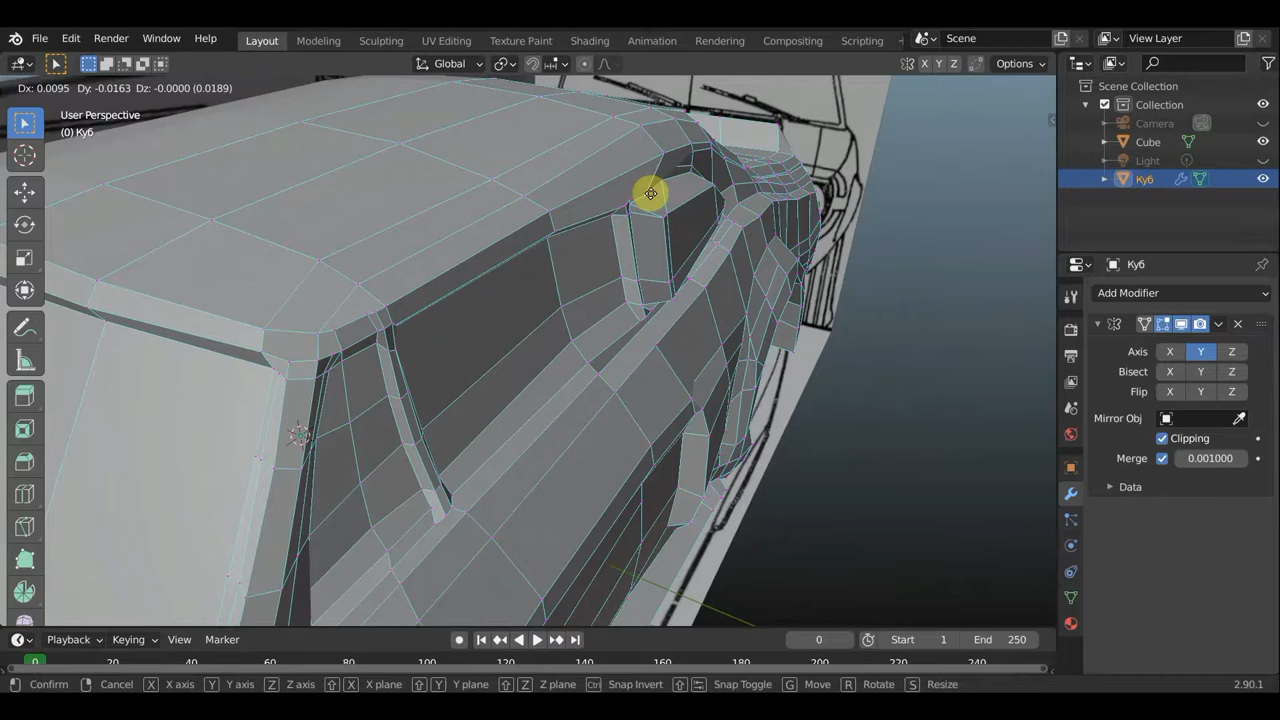 File Edit Render Window Help
Layout Modeling Sculpting UV Editing Texture Paint Shading Animation Rendering Compositing Scripting
Scene View Layer
Global Options
X Y Z
Dx: 0.0095 Dy: -0.0163 Dz: -0.0000 (0.0189)
User Perspective
(0) Куб
Scene Collection
Collection
Camera
Cube
Light
Куб
Куб
Add Modifier
Axis X Y Z
Bisect X Y Z
Flip X Y Z
Mirror Obj
Clipping
Merge 0.001000
Data
Playback Keying View Marker 0 Start 1 End 250
0 20 40 60 80 100 120 140 160 180 200 220 240
Confirm Cancel X X axis Y Y axis Z Z axis X X plane Y Y plane Z Z plane Ctrl Snap Invert Snap Toggle G Move R Rotate S Resize 2.90.1